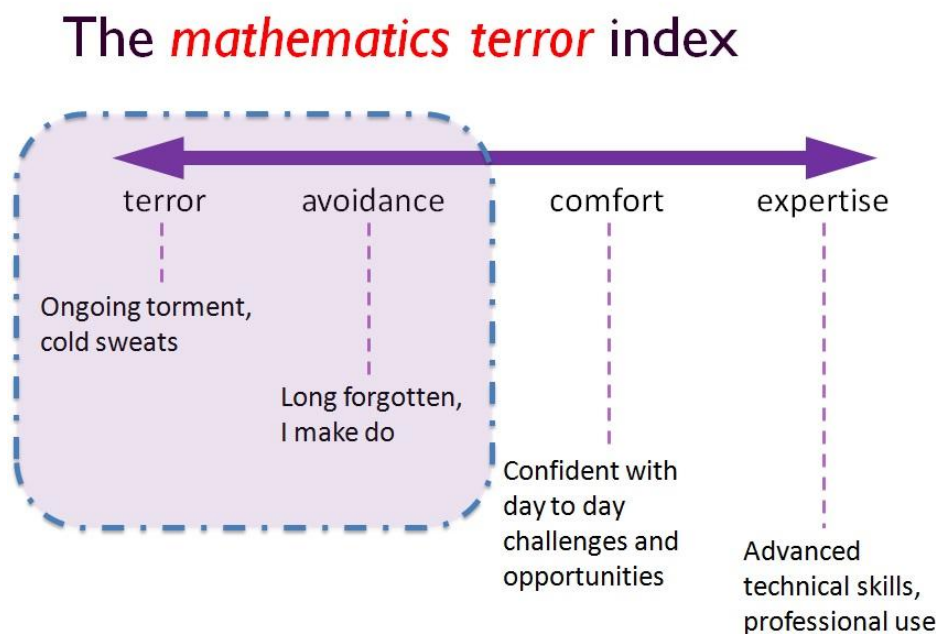 The mathematics terror index
terror avoidance comfort expertise
Ongoing torment,
cold sweats
Long forgotten,
I make do
Confident with
day to day
challenges and
opportunities
Advanced
technical skills,
professional use